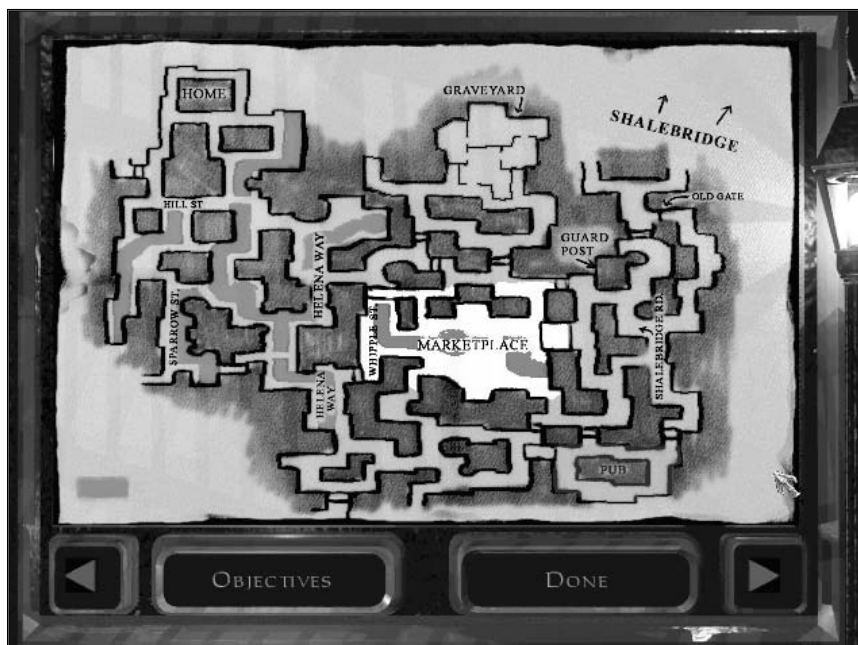 HOME
GRAVEYARD
SHALEBRIDGE
OLD GATE
HILL ST.
GUARD
POST
HELENA WAY
SPARROW ST.
WHIPPLE ST.
MARKETPLACE
SHALEBRIDGE RD.
HELENA
WAY
PUB
OBJECTIVES
DONE